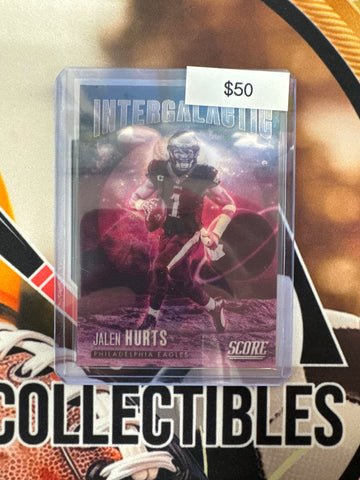 $50
INTERGALACTIC
1
JALEN HURTS
PHILADELPHIA EAGLES
SCORE
COLLECTIBLES